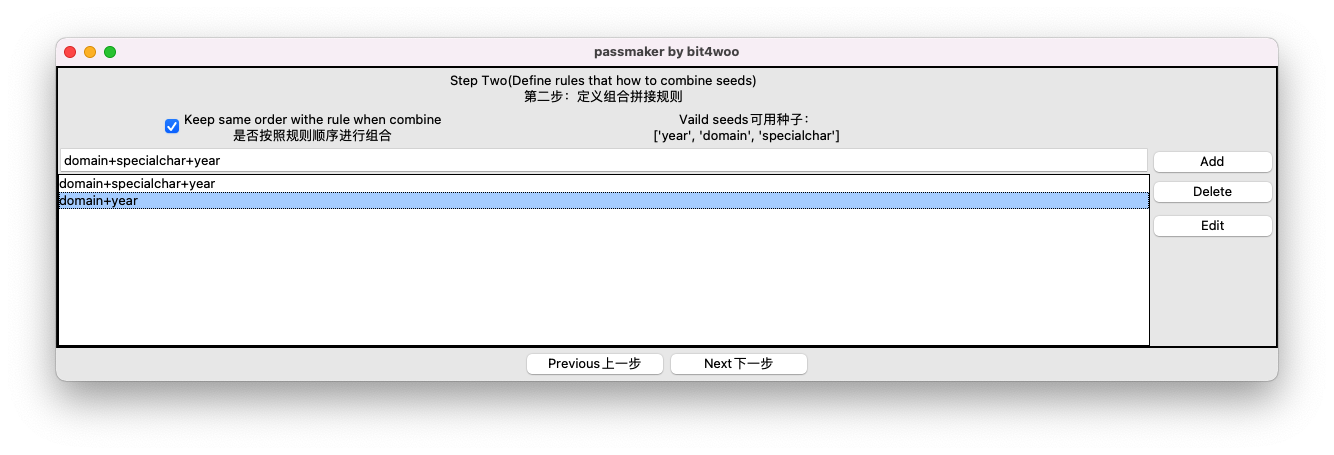 passmaker by bit4woo
Step Two(Define rules that how to combine seeds)
第二步：定义组合拼接规则
Keep same order withe rule when combine
是否按照规则顺序进行组合
Vaild seeds可用种子：
['year', 'domain', 'specialchar']
domain+specialchar+year
Add
domain+specialchar+year
domain+year
Delete
Edit
Previous上一步
Next下一步